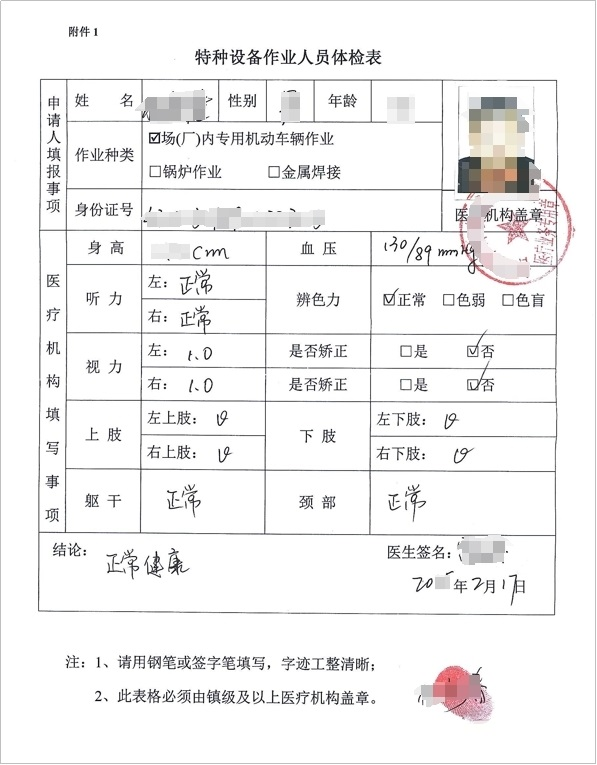 附件 1
特种设备作业人员体检表
申请人填报事项
姓 名 性别 年龄
作业种类
☑场(厂)内专用机动车辆作业
□锅炉作业 □金属焊接
身份证号
医 机构盖章
医疗机构填写事项
身 高 cm 血 压 130/89 mmHg
听 力 左: 正常 辨色力 ☑正常 □色弱 □色盲
右: 正常
视 力 左: 1.0 是否矫正 □是 ☑否
右: 1.0 是否矫正 □是 ☑否
上 肢 左上肢: 下 肢 左下肢:
右上肢: 右下肢:
躯 干 正常 颈 部 正常
结论: 正常健康
医生签名:
20 年2月17日
注: 1、请用钢笔或签字笔填写,字迹工整清晰;
2、此表格必须由镇级及以上医疗机构盖章。